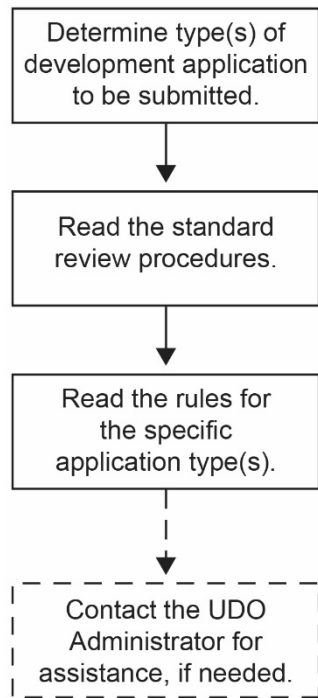 Determine type(s) of
development application
to be submitted.
Read the standard
review procedures.
Read the rules for
the specific
application type(s).
Contact the UDO
Administrator for
assistance, if needed.